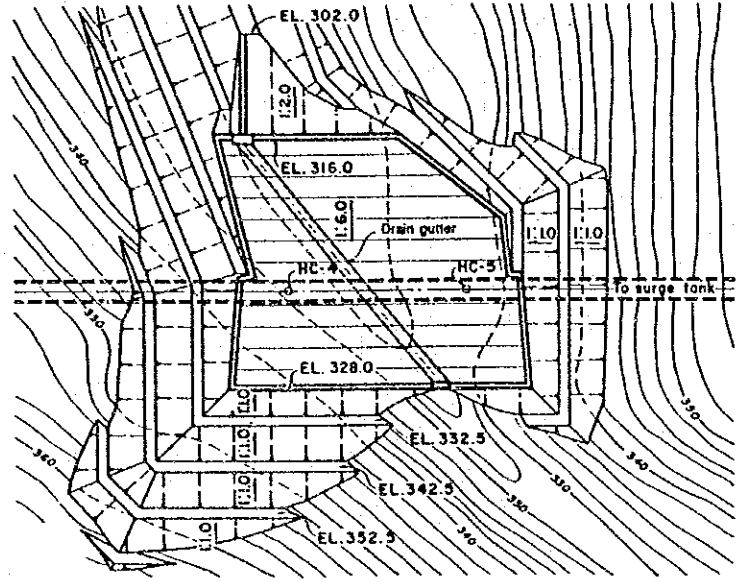 EL. 302.0
1:2.0
340
EL. 316.0
1:6.0
Drain gutter
1:1.0
1:1.0
HC-4
HC-5
To surge tank
330
EL. 328.0
1:1.0
350
EL. 332.5
1:1.0
340
360
330
EL. 342.5
1:1.0
350
340
EL. 352.5
1:1.0